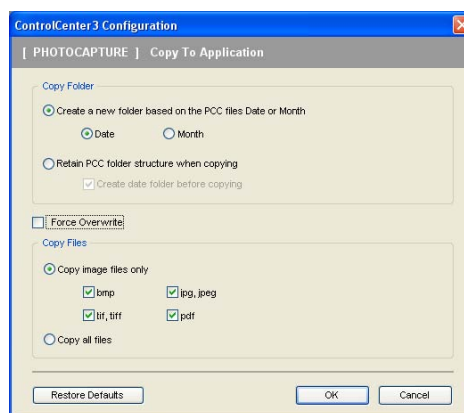 ControlCenter3 Configuration
[ PHOTOCAPTURE ] Copy To Application
Copy Folder
Create a new folder based on the PCC files Date or Month
Date Month
Retain PCC folder structure when copying
Create date folder before copying
Force Overwrite
Copy Files
Copy image files only
bmp jpg, jpeg
tif, tiff pdf
Copy all files
Restore Defaults OK Cancel